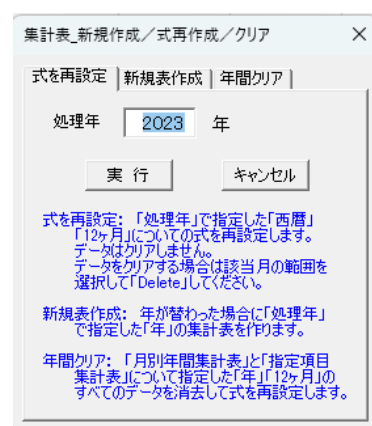 集計表_新規作成／式再作成／クリア
式を再設定 新規表作成 年間クリア
処理年 2023 年
実 行 キャンセル
式を再設定: 「処理年」で指定した「西暦」
「12ヶ月」についての式を再設定します。
データはクリアしません。
データをクリアする場合は該当月の範囲を
選択して「Delete」してください。
新規表作成: 年が替わった場合に「処理年」
で指定した「年」の集計表を作ります。
年間クリア: 「月別年間集計表」と「指定項目
集計表」について指定した「年」「12ヶ月」の
すべてのデータを消去して式を再設定します。